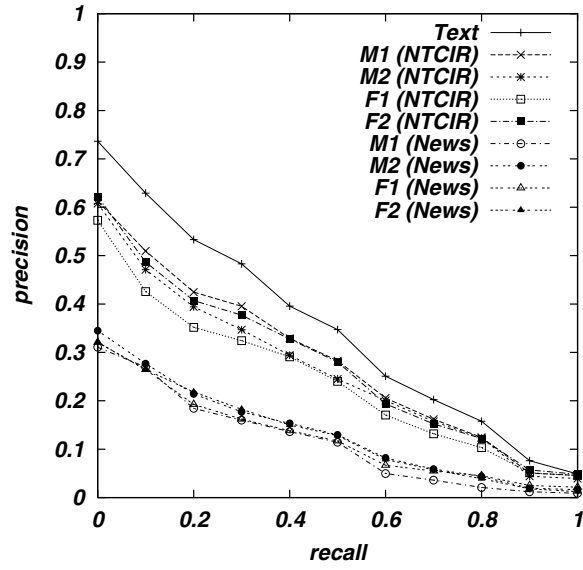 1
0.9
0.8
0.7
0.6
0.5
0.4
0.3
0.2
0.1
0
precision
0 0.2 0.4 0.6 0.8 1
recall
Text
M1 (NTCIR)
M2 (NTCIR)
F1 (NTCIR)
F2 (NTCIR)
M1 (News)
M2 (News)
F1 (News)
F2 (News)